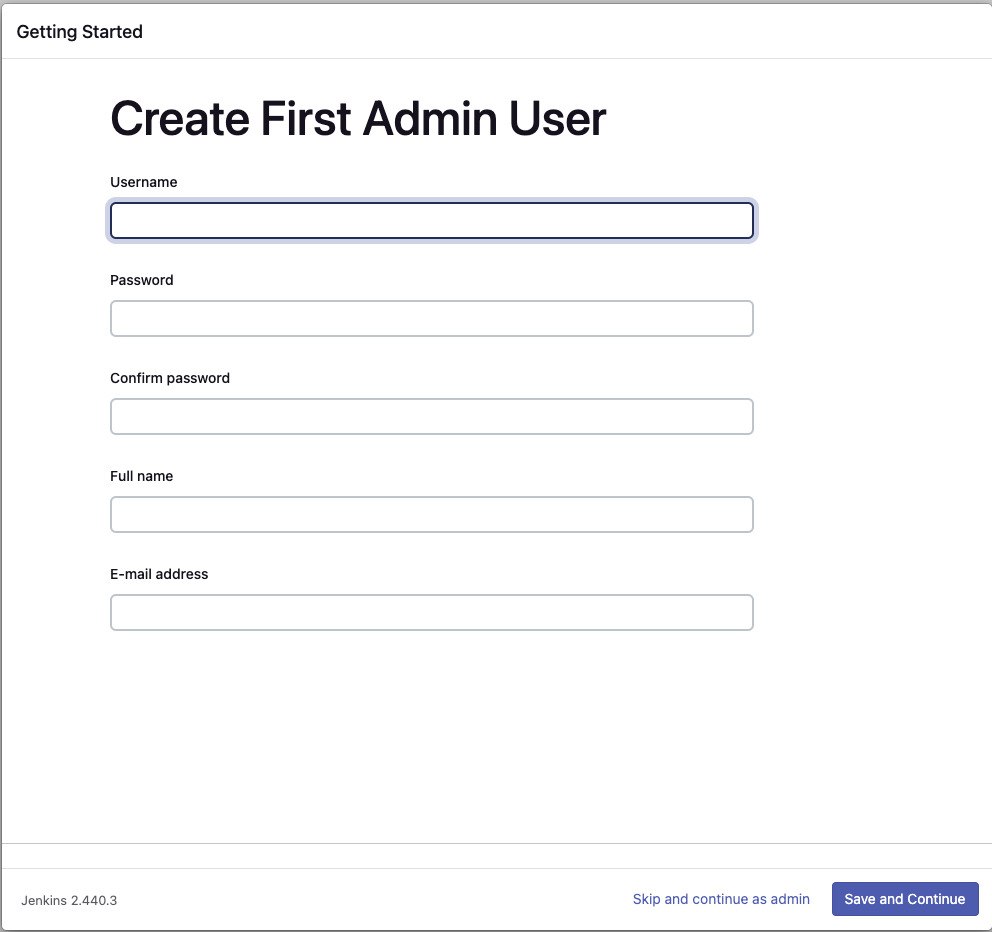 Getting Started
Create First Admin User
Username
Password
Confirm password
Full name
E-mail address
Jenkins 2.440.3
Skip and continue as admin
Save and Continue